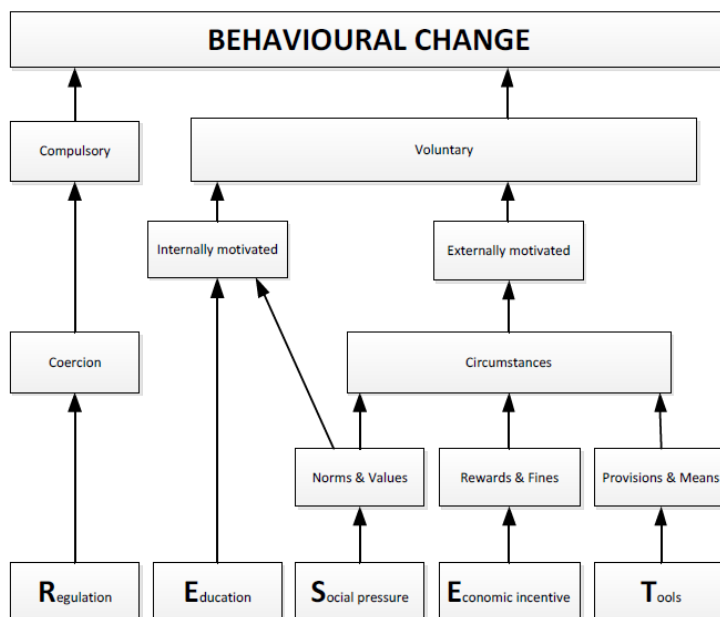 BEHAVIOURAL CHANGE
Compulsory
Voluntary
Internally motivated
Externally motivated
Coercion
Circumstances
Norms & Values
Rewards & Fines
Provisions & Means
Regulation
Education
Social pressure
Economic incentive
Tools